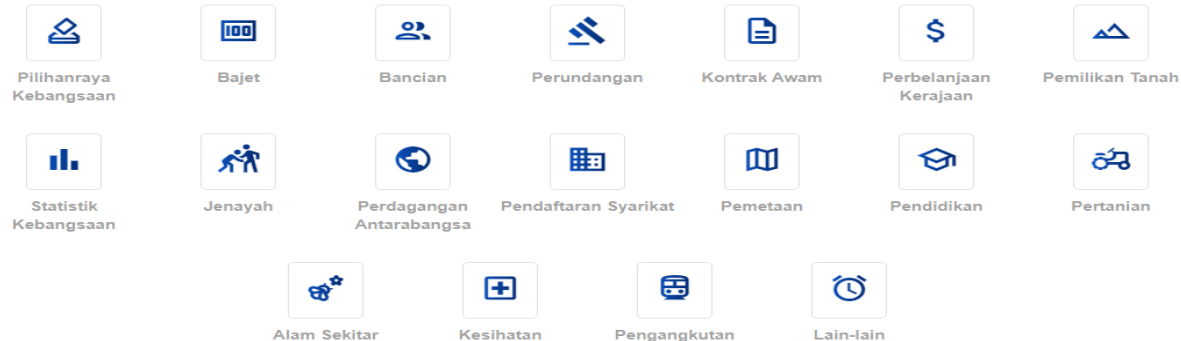 100
Pilihanraya
Kebangsaan
Bajet
Bancian
Perundangan
Kontrak Awam
Perbelanjaan
Kerajaan
Pemilikan Tanah
Statistik
Kebangsaan
Jenayah
Perdagangan
Antarabangsa
Pendaftaran Syarikat
Pemetaan
Pendidikan
Pertanian
Alam Sekitar
Kesihatan
Pengangkutan
Lain-lain